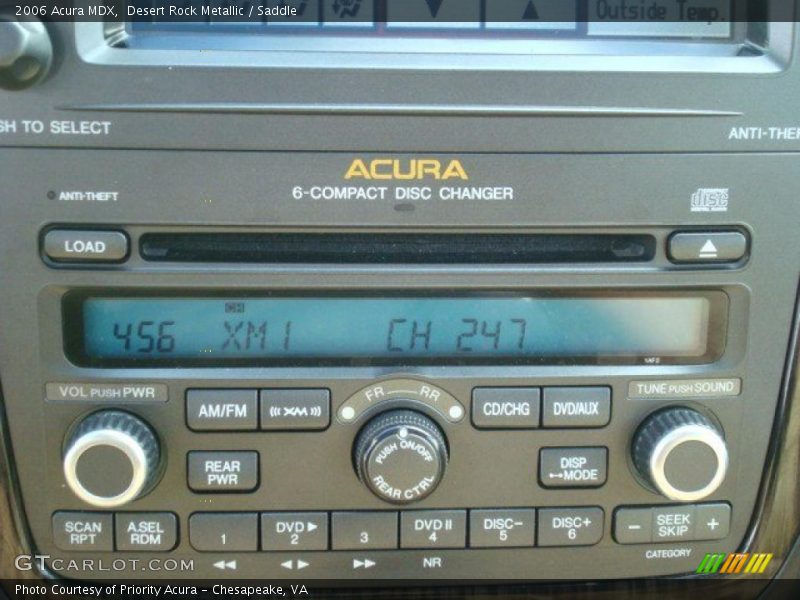 2006 Acura MDX, Desert Rock Metallic / Saddle
Outside Temp.
SH TO SELECT
ANTI-THEF
ACURA
6-COMPACT DISC CHANGER
ANTI-THEFT
disc
LOAD
CH
456 XM1 CH 247
INFO
VOL PUSH PWR
TUNE PUSH SOUND
AM/FM
XM
FR RR
CD/CHG
DVD/AUX
PUSH ON/OFF
REAR CTRL
REAR PWR
DISP MODE
SCAN RPT
A.SEL RDM
1
DVD 2
3
DVD 4
DISC- 5
DISC+ 6
- SEEK SKIP +
NR
CATEGORY
GTCARLOT.COM
Photo Courtesy of Priority Acura - Chesapeake, VA